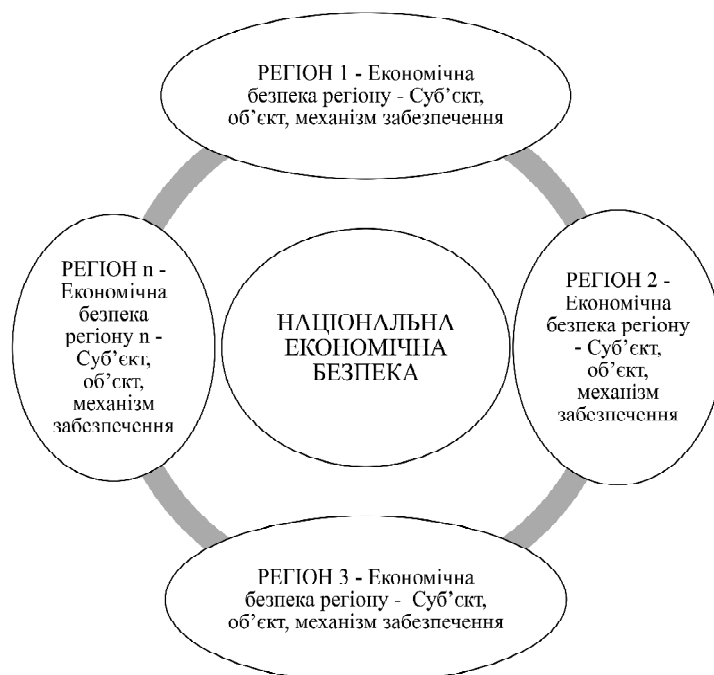 РЕГІОН 1 - Економічна
безпека регіону - Суб’єкт,
об’єкт, механізм забезпечення
РЕГІОН n -
Економічна
безпека
регіону n -
Суб’єкт,
об’єкт,
механізм
забезпечення
НАЦІОНАЛЬНА
ЕКОНОМІЧНА
БЕЗПЕКА
РЕГІОН 2 -
Економічна
безпека регіону
- Суб’єкт,
об’єкт,
механізм
забезпечення
РЕГІОН 3 - Економічна
безпека регіону - Суб’єкт,
об’єкт, механізм забезпечення